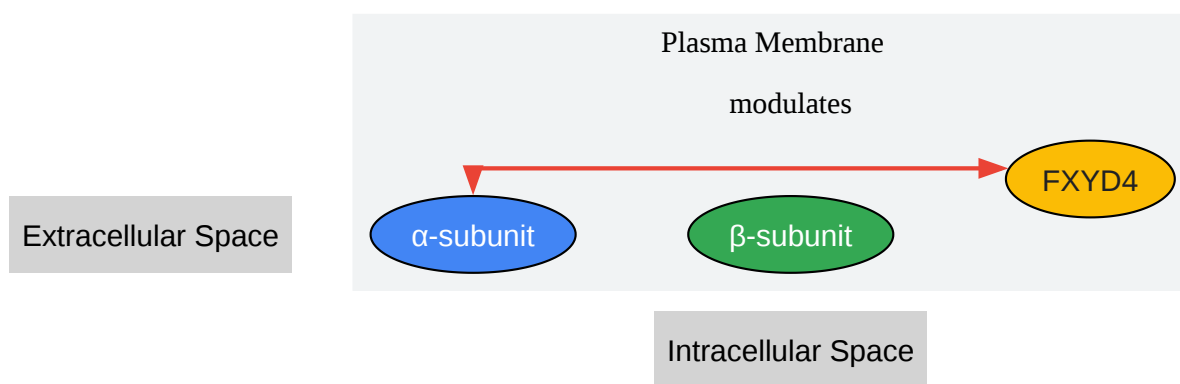 Plasma Membrane
modulates
FXYD4
Extracellular Space
α-subunit
β-subunit
Intracellular Space